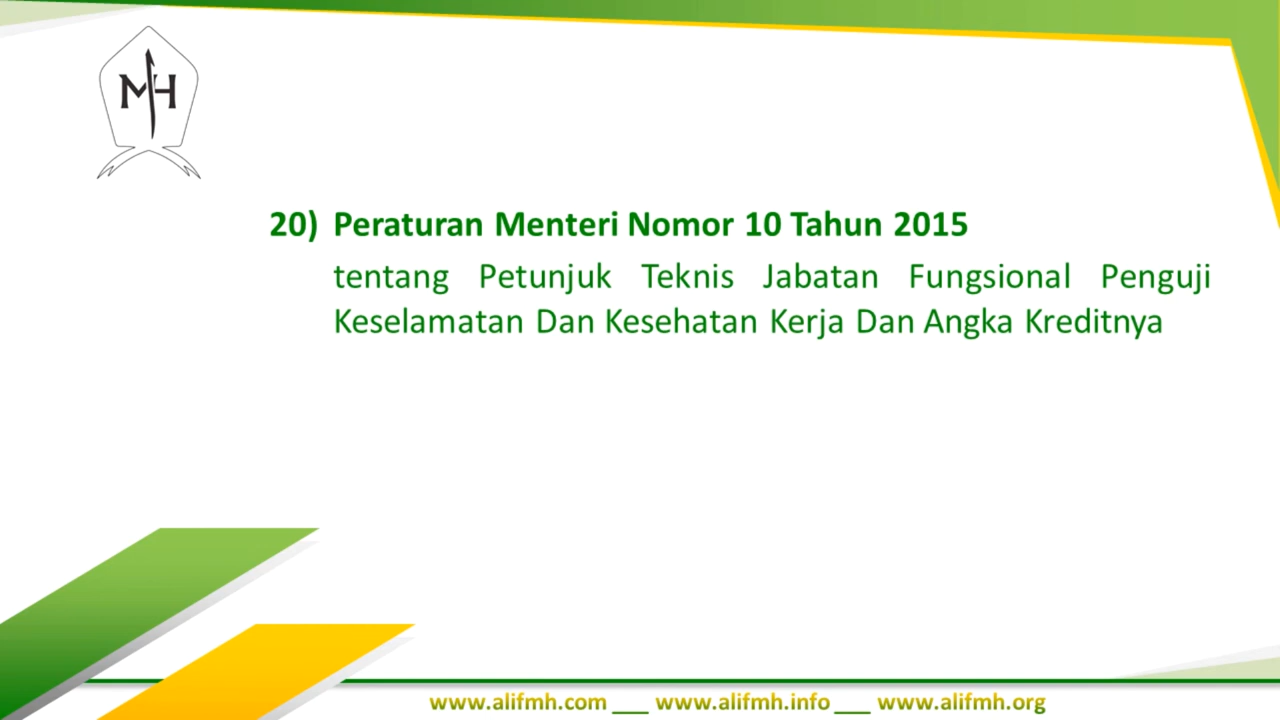 MH
20) Peraturan Menteri Nomor 10 Tahun 2015
tentang Petunjuk Teknis Jabatan Fungsional Penguji
Keselamatan Dan Kesehatan Kerja Dan Angka Kreditnya
www.alifmh.com ___ www.alifmh.info ___ www.alifmh.org